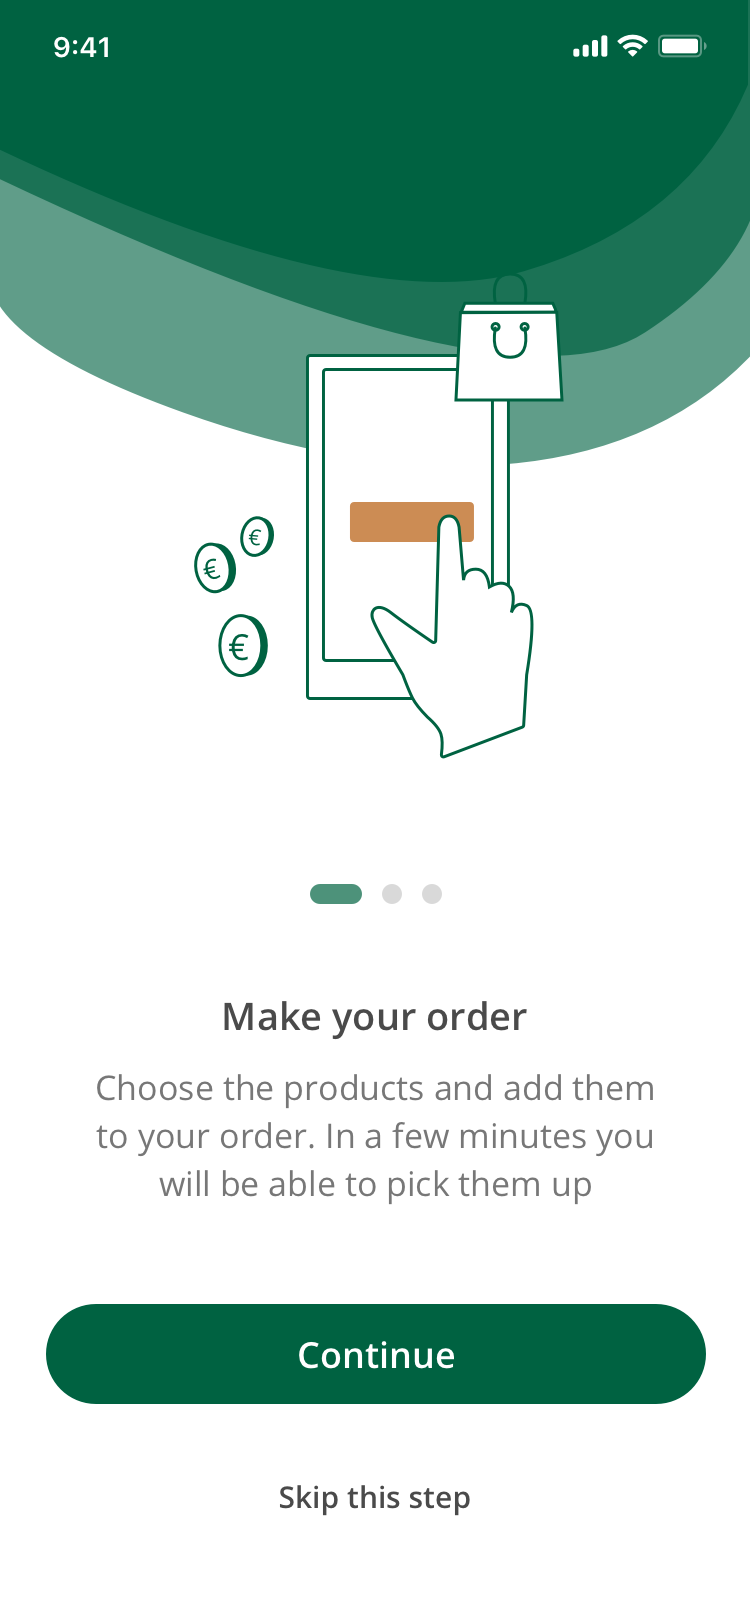 9:41
€
€
€
Make your order
Choose the products and add them
to your order. In a few minutes you
will be able to pick them up
Continue
Skip this step